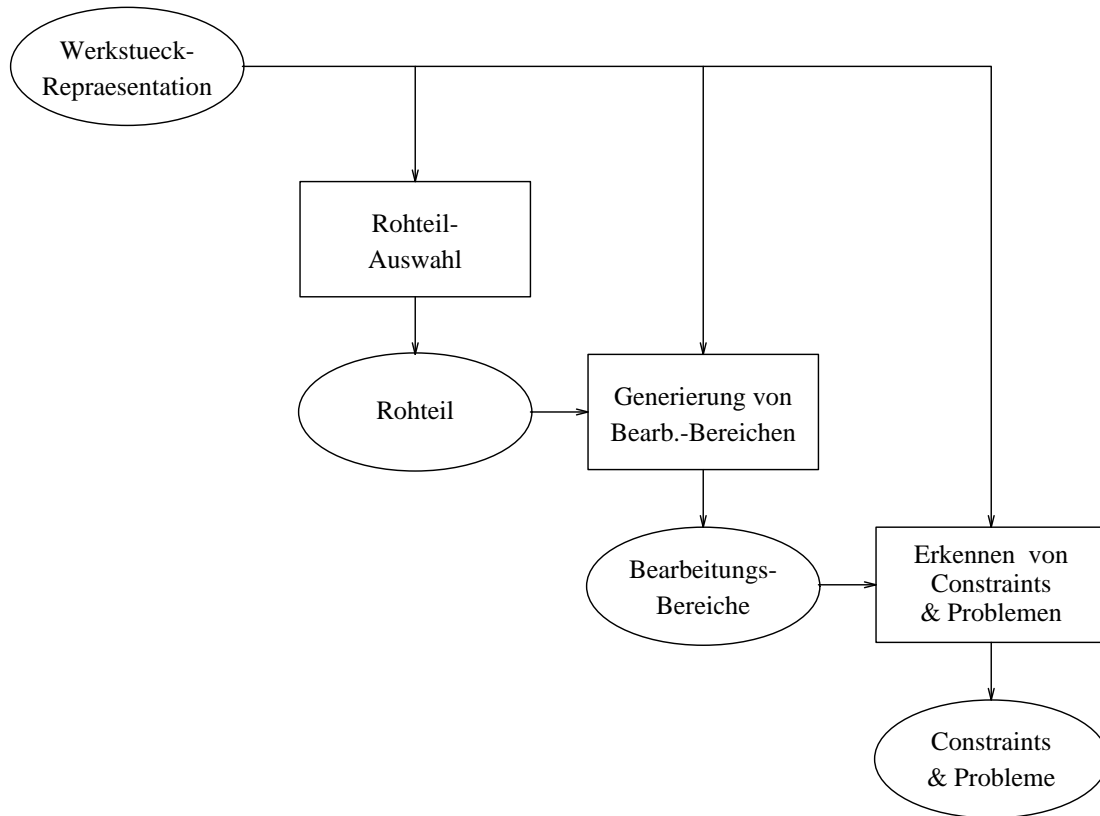 Werkstueck-
Repraesentation
Rohteil-
Auswahl
Rohteil
Generierung von
Bearb.-Bereichen
Bearbeitungs-
Bereiche
Erkennen von
Constraints
& Problemen
Constraints
& Probleme